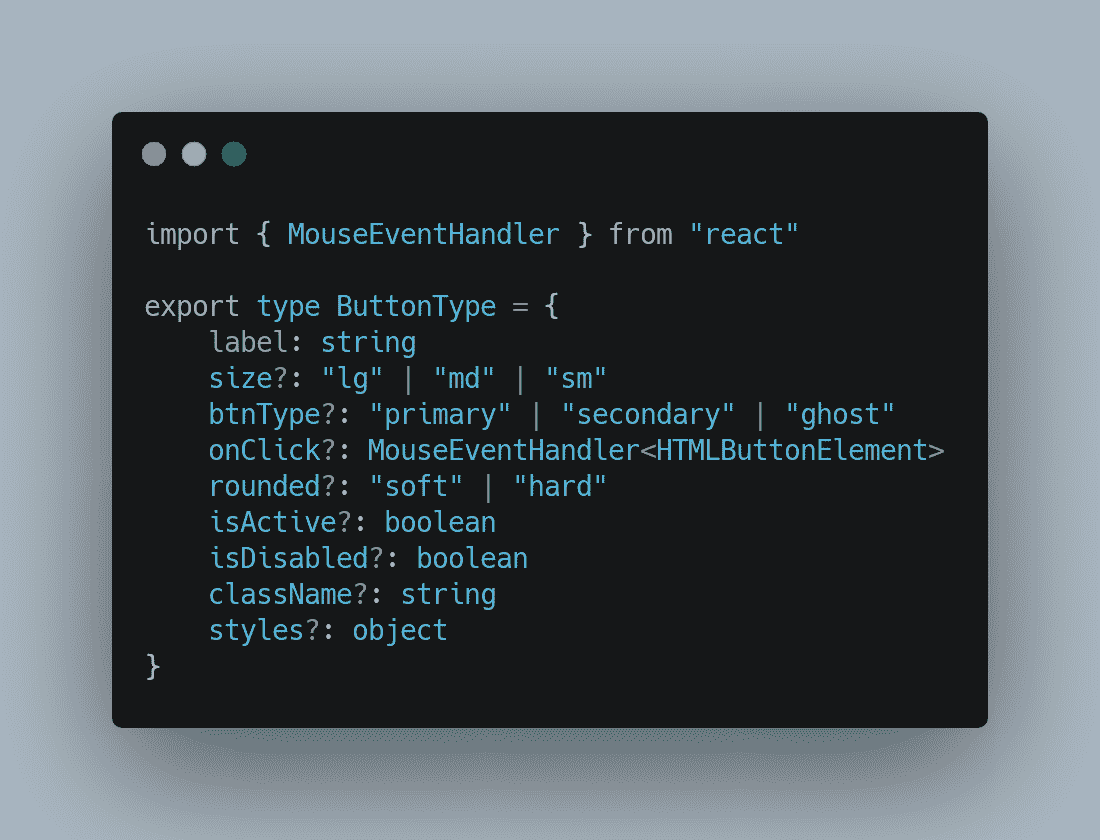 import { MouseEventHandler } from "react"
export type ButtonType = {
    label: string
    size?: "lg" | "md" | "sm"
    btnType?: "primary" | "secondary" | "ghost"
    onClick?: MouseEventHandler<HTMLButtonElement>
    rounded?: "soft" | "hard"
    isActive?: boolean
    isDisabled?: boolean
    className?: string
    styles?: object
}